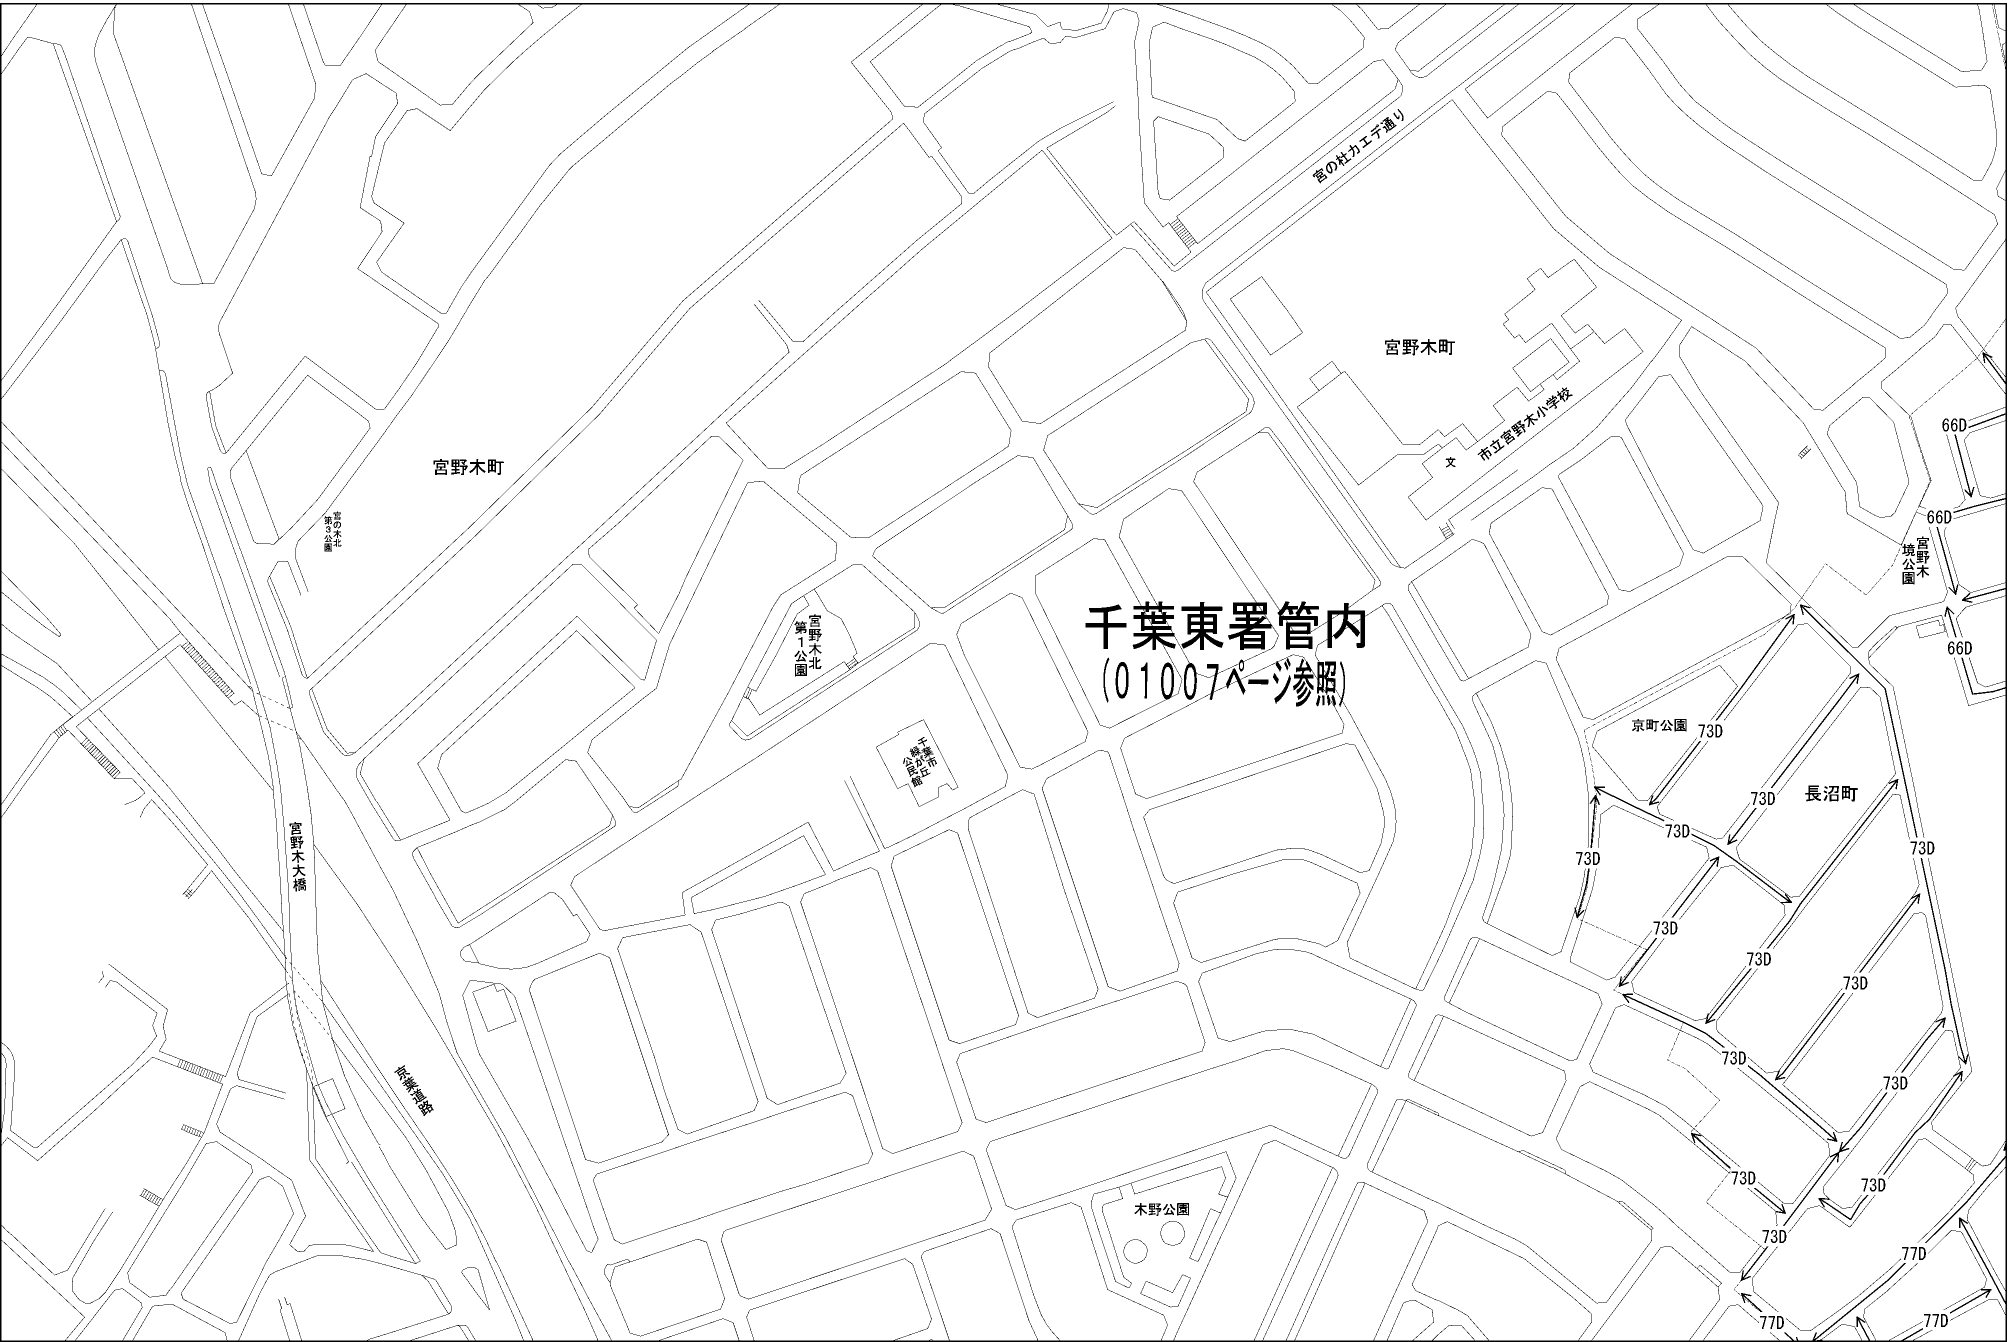 宮の杜カエデ通り
宮野木町
市立宮野木小学校
文
宮野木町
宮の木北
第3公園
66D
66D
宮野木
境公園
66D
千葉東署管内
(01007ページ参照)
宮野木北
第1公園
千葉市
緑が丘
公民館
京町公園
73D
長沼町
73D
73D
73D
73D
73D
73D
73D
73D
73D
73D
73D
73D
宮野木大橋
京葉道路
木野公園
73D
77D
77D
77D